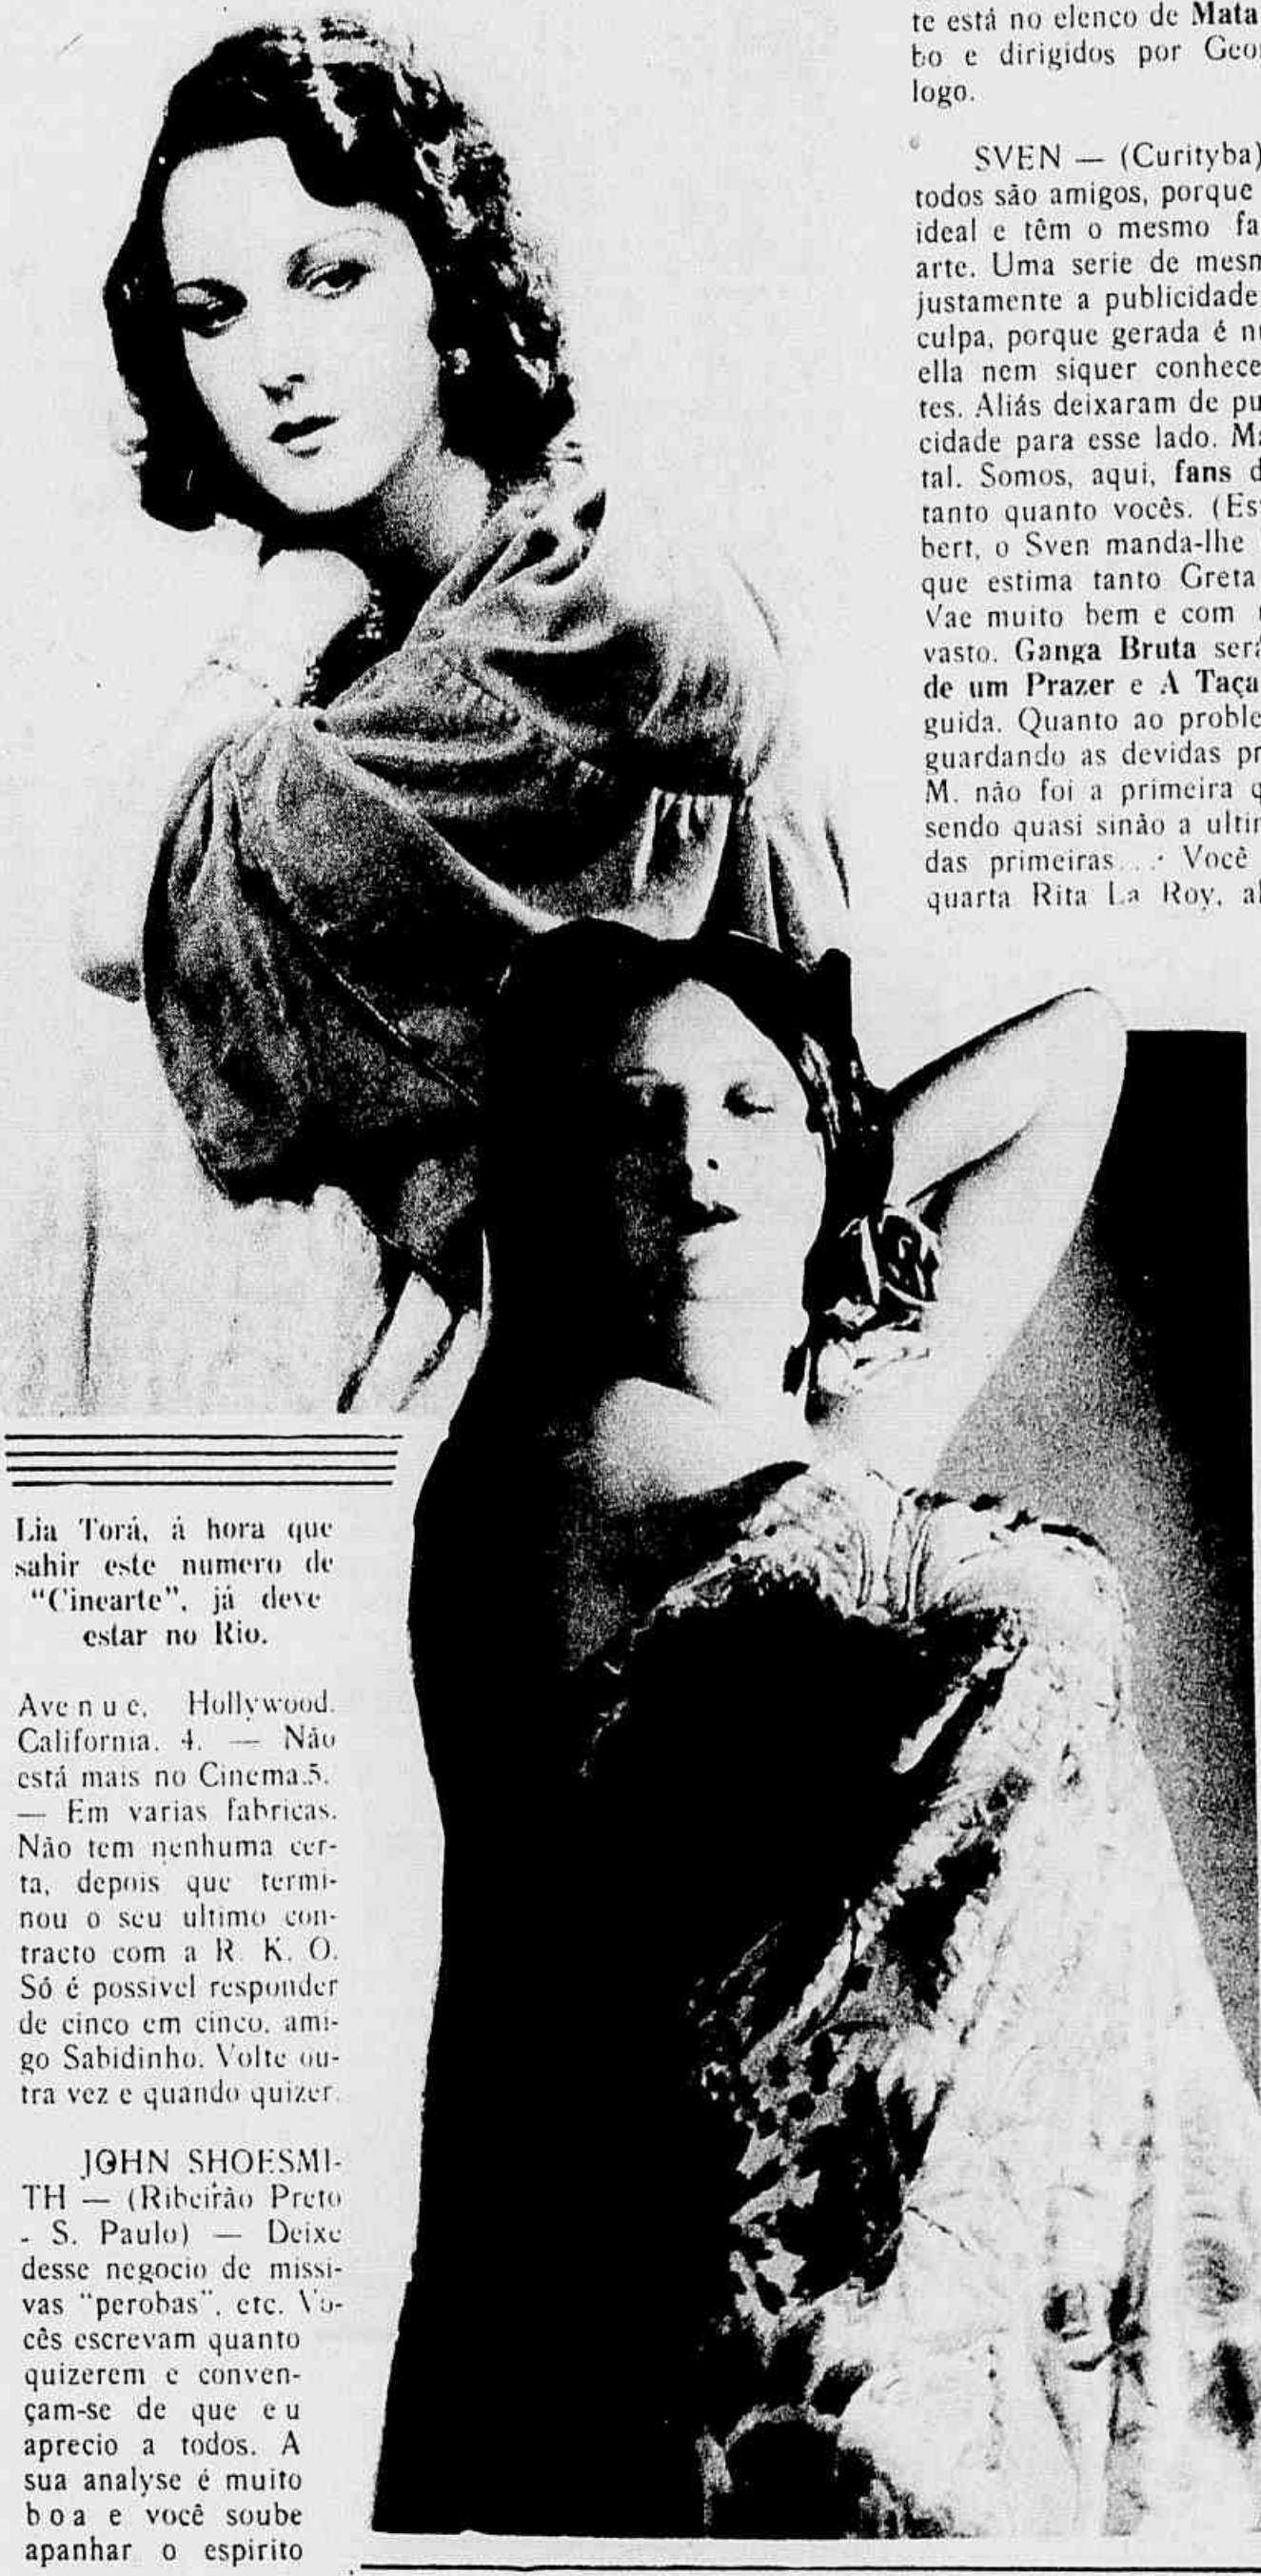 Lia Torá, á hora que
sahir este numero de
"Cinearte", já deve
estar no Rio.
Avenue, Hollywood.
California. 4. — Não
está mais no Cinema.5.
— Em varias fabricas.
Não tem nenhuma cer-
ta, depois que termi-
nou o seu ultimo con-
tracto com a R. K. O.
Só é possivel responder
de cinco em cinco, ami-
go Sabidinho. Volte ou-
tra vez e quando quizer.
JOHN SHOESMI-
TH — (Ribeirão Preto
- S. Paulo) — Deixe
desse negocio de missi-
vas "perobas", etc. Vo-
cês escrevam quanto
quizerem e conven-
çam-se de que eu
aprecio a todos. A
sua analyse é muito
boa e você soube
apanhar o espirito
te está no elenco de Mata
bo e dirigidos por Geo
logo.
SVEN — (Curityba)
todos são amigos, porque
ideal e têm o mesmo fa
arte. Uma serie de mesm
justamente a publicidade
culpa, porque gerada é n
ella nem siquer conhece
tes. Aliás deixaram de pu
cidade para esse lado. Ma
tal. Somos, aqui, fans d
tanto quanto vocês. (Es
bert, o Sven manda-lhe
que estima tanto Greta
Vae muito bem e com
vasto. Ganga Bruta será
de um Prazer e A Taça
guida. Quanto ao proble
guardando as devidas pr
M. não foi a primeira q
sendo quasi sinão a ultim
das primeiras... Você
quarta Rita La Roy, al